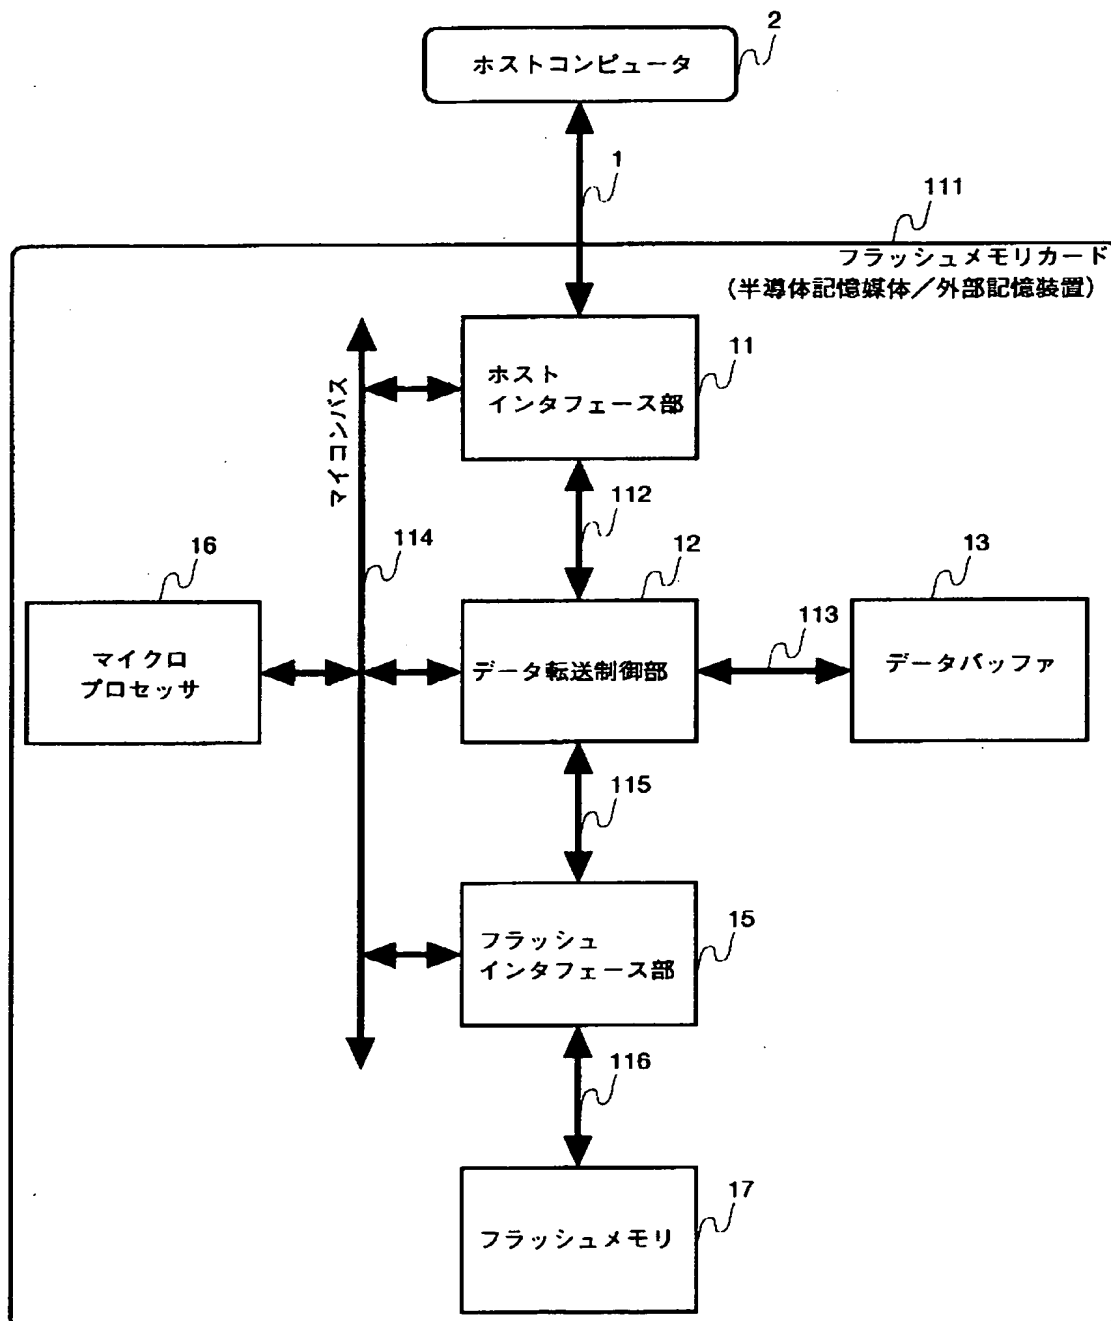 2
ホストコンピュータ
1
111
フラッシュメモリカード
(半導体記憶媒体／外部記憶装置)
11
ホスト
インタフェース部
マイコンバス
112
16
114
12
13
マイクロ
プロセッサ
データ転送制御部
113
データバッファ
115
15
フラッシュ
インタフェース部
116
17
フラッシュメモリ